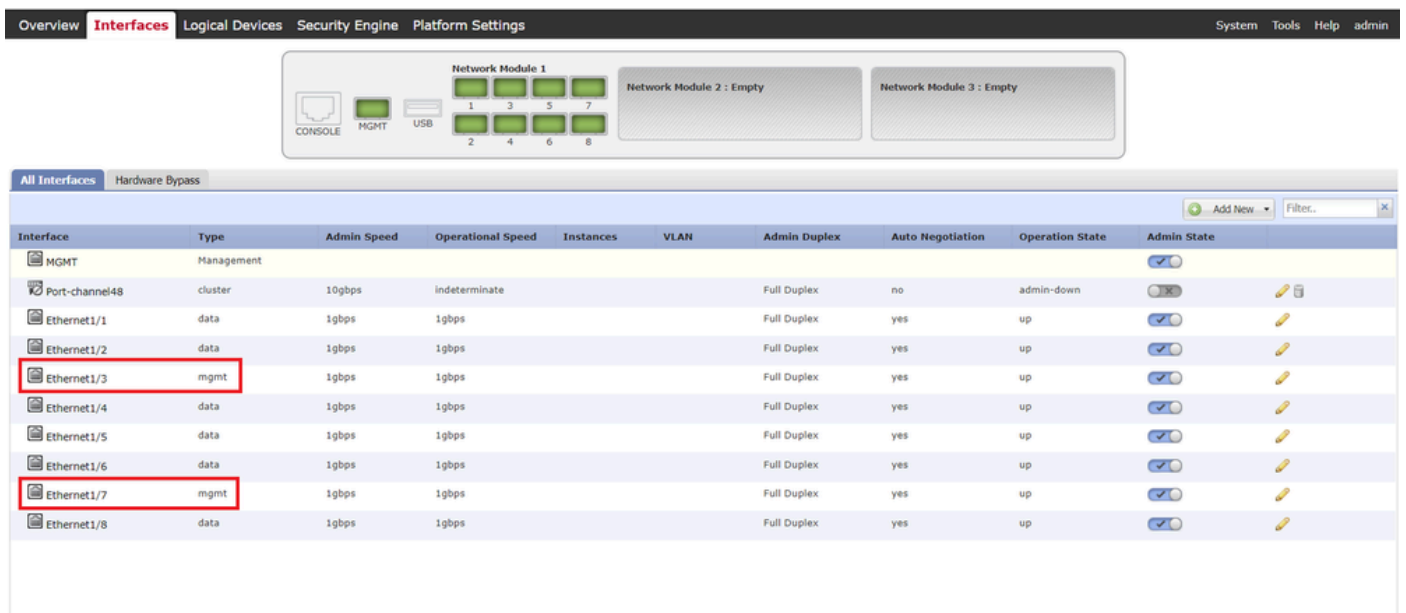 Overview Interfaces Logical Devices Security Engine Platform Settings System Tools Help admin
Network Module 1
Network Module 2 : Empty
Network Module 3 : Empty
CONSOLE MGMT USB
1 3 5 7
2 4 6 8
All Interfaces Hardware Bypass
Add New Filter..
Interface Type Admin Speed Operational Speed Instances VLAN Admin Duplex Auto Negotiation Operation State Admin State
MGMT Management
Port-channel48 cluster 10gbps indeterminate Full Duplex no admin-down
Ethernet1/1 data 1gbps 1gbps Full Duplex yes up
Ethernet1/2 data 1gbps 1gbps Full Duplex yes up
Ethernet1/3 mgmt 1gbps 1gbps Full Duplex yes up
Ethernet1/4 data 1gbps 1gbps Full Duplex yes up
Ethernet1/5 data 1gbps 1gbps Full Duplex yes up
Ethernet1/6 data 1gbps 1gbps Full Duplex yes up
Ethernet1/7 mgmt 1gbps 1gbps Full Duplex yes up
Ethernet1/8 data 1gbps 1gbps Full Duplex yes up